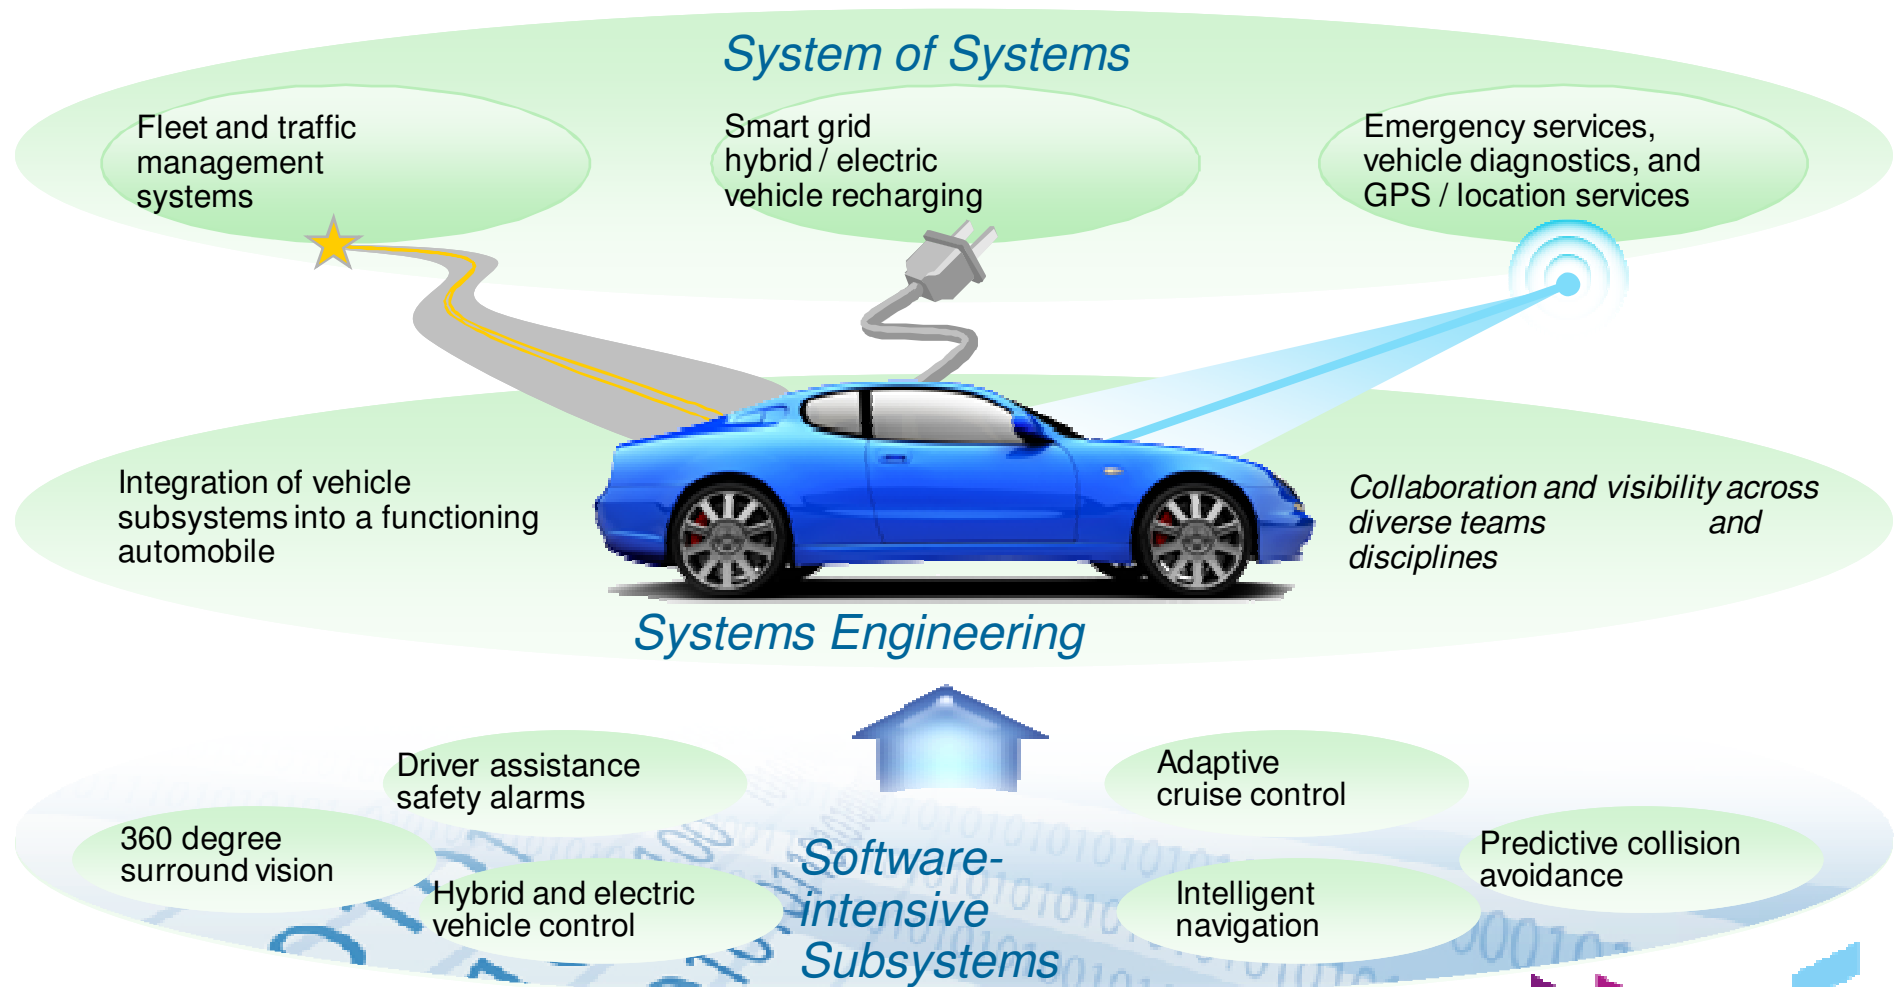 System of Systems
Fleet and traffic
management
systems
Smart grid
hybrid / electric
vehicle recharging
Emergency services,
vehicle diagnostics, and
GPS / location services
Integration of vehicle
subsystems into a functioning
automobile
Collaboration and visibility across
diverse teams and
disciplines
Systems Engineering
Driver assistance
safety alarms
Adaptive
cruise control
360 degree
surround vision
Predictive collision
avoidance
Hybrid and electric
vehicle control
Intelligent
navigation
Software-
intensive
Subsystems